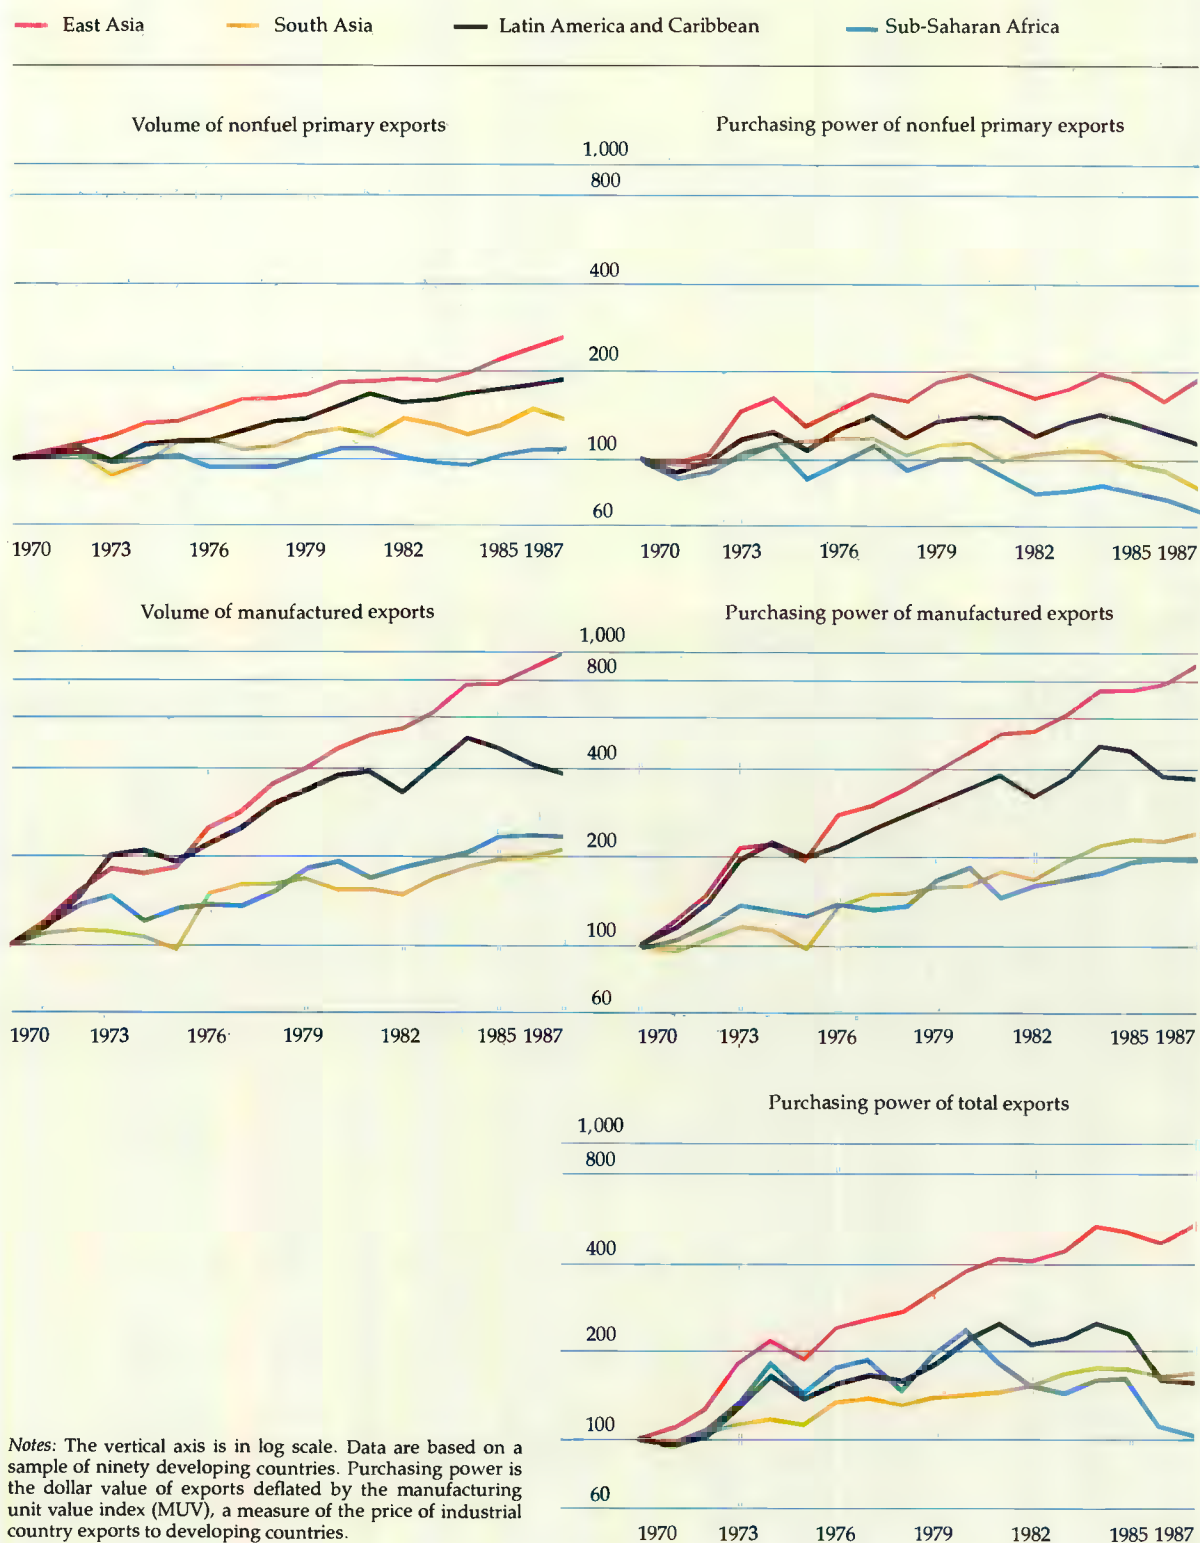 East Asia South Asia Latin America and Caribbean Sub-Saharan Africa
Volume of nonfuel primary exports
Purchasing power of nonfuel primary exports
1,000
800
400
200
100
60
1970 1973 1976 1979 1982 1985 1987
1970 1973 1976 1979 1982 1985 1987
Volume of manufactured exports
Purchasing power of manufactured exports
1,000
800
400
200
100
60
1970 1973 1976 1979 1982 1985 1987
1970 1973 1976 1979 1982 1985 1987
Purchasing power of total exports
1,000
800
400
200
100
60
1970 1973 1976 1979 1982 1985 1987
Notes: The vertical axis is in log scale. Data are based on a
sample of ninety developing countries. Purchasing power is
the dollar value of exports deflated by the manufacturing
unit value index (MUV), a measure of the price of industrial
country exports to developing countries.